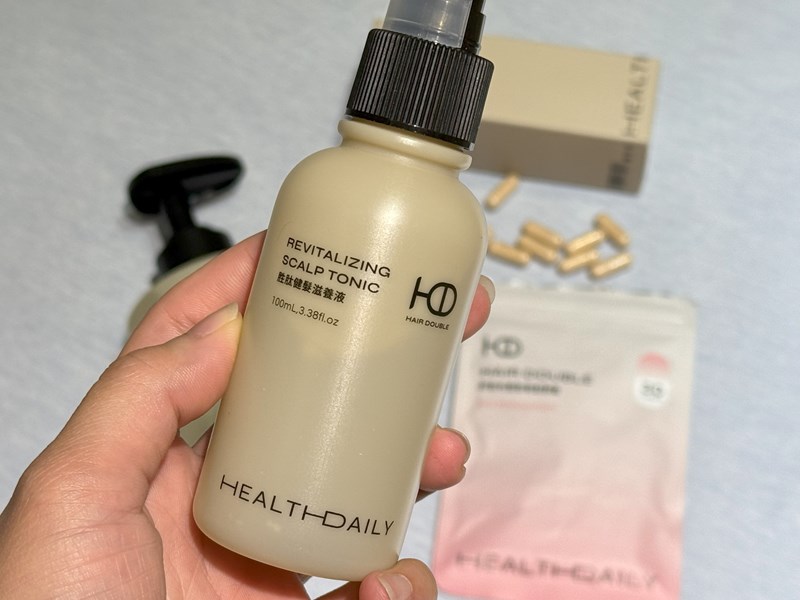 REVITALIZING
SCALP TONIC
胜肽健髮滋養液
100mL,3.38fl.oz
HD
HAIR DOUBLE
HEALTHDAILY
HEALTH
HD
HAIR DOUBLE
HEALTHDAILY